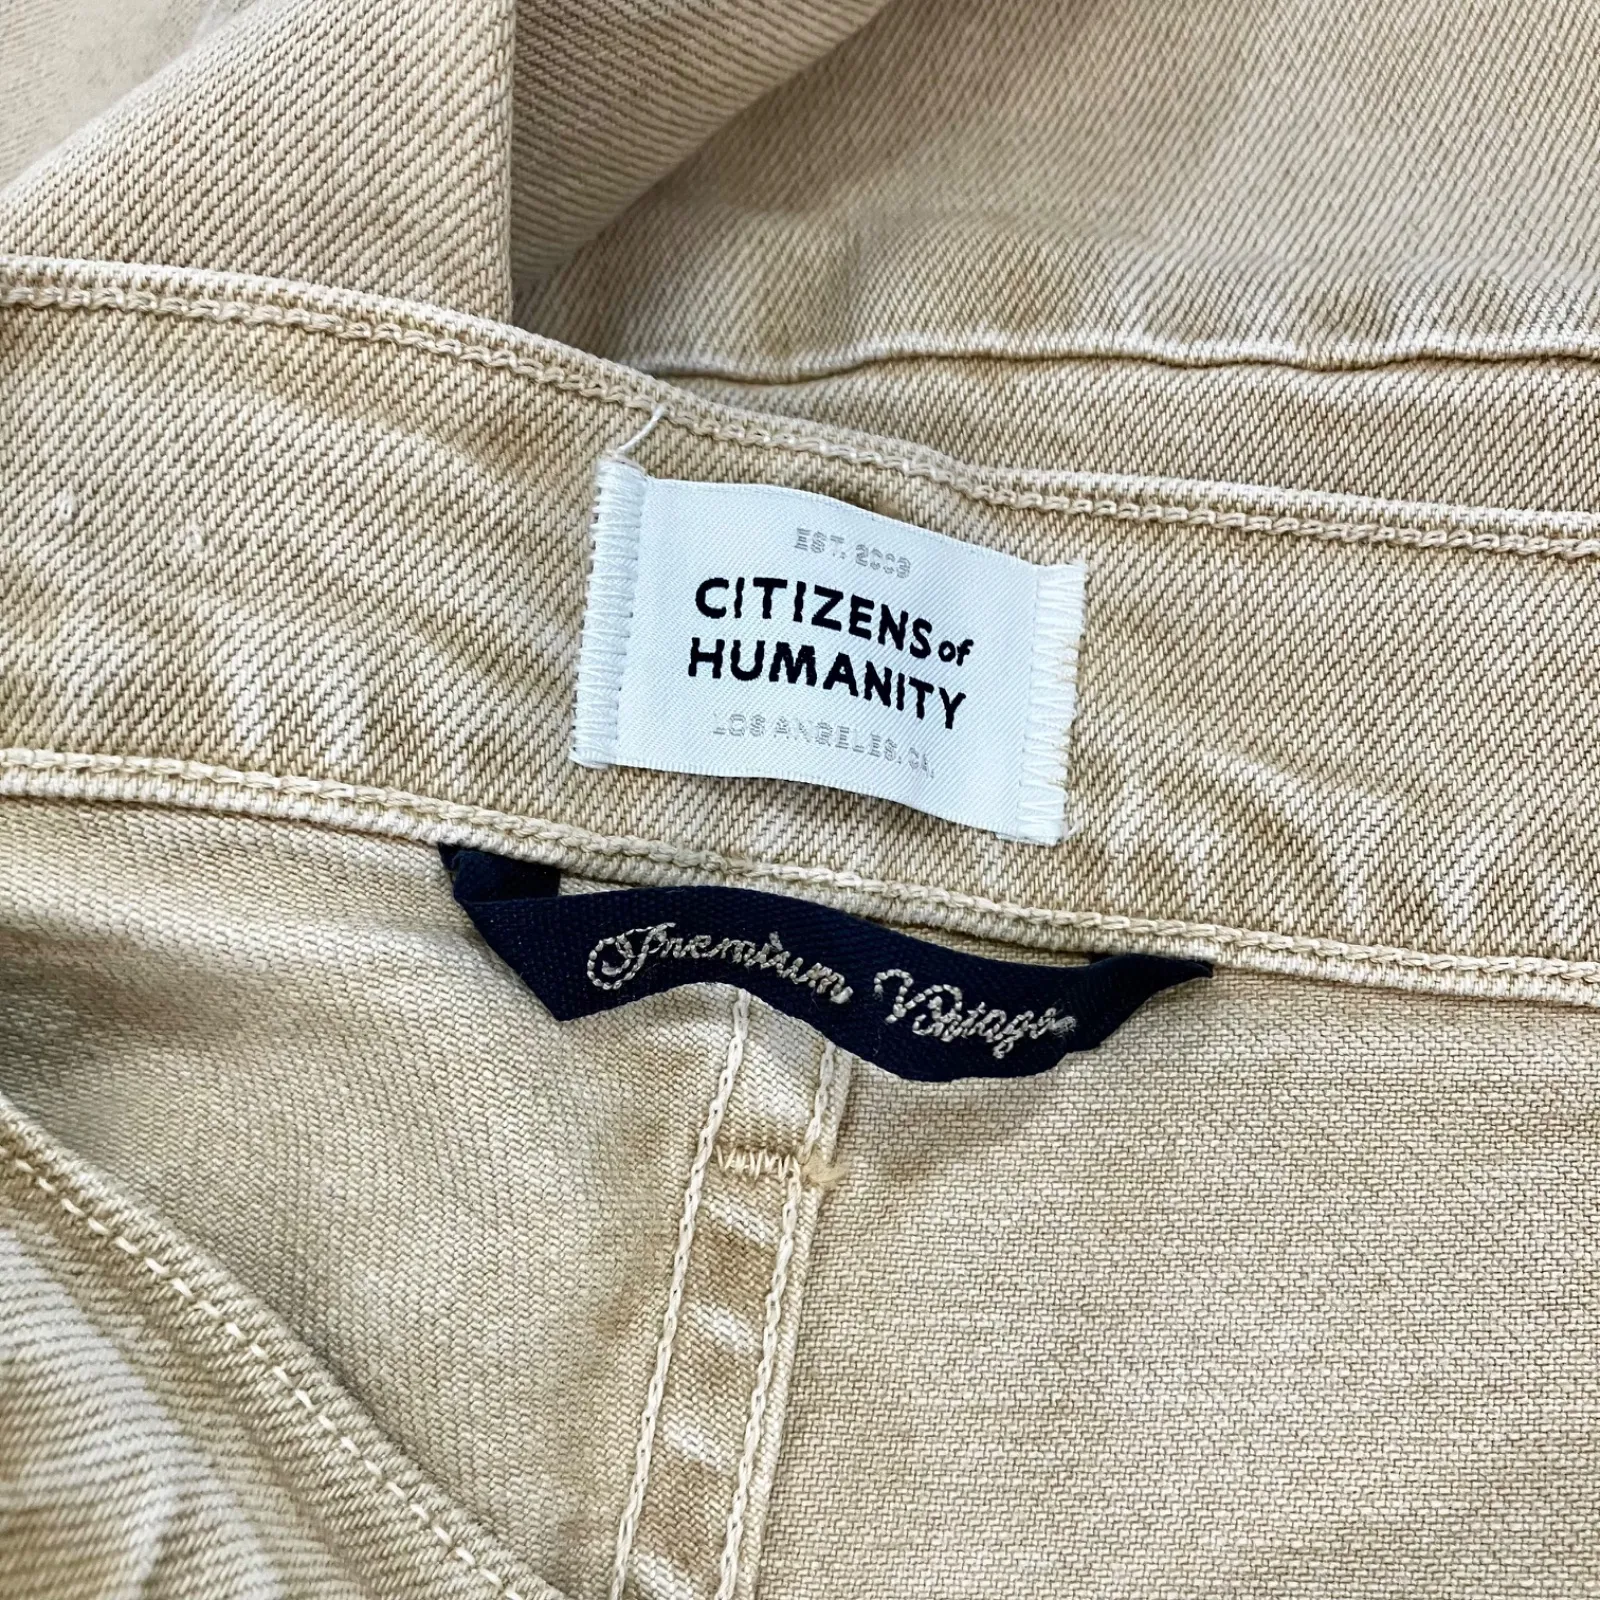 EST. 2003
CITIZENS of
HUMANITY
LOS ANGELES, CA.
Premium Vintage